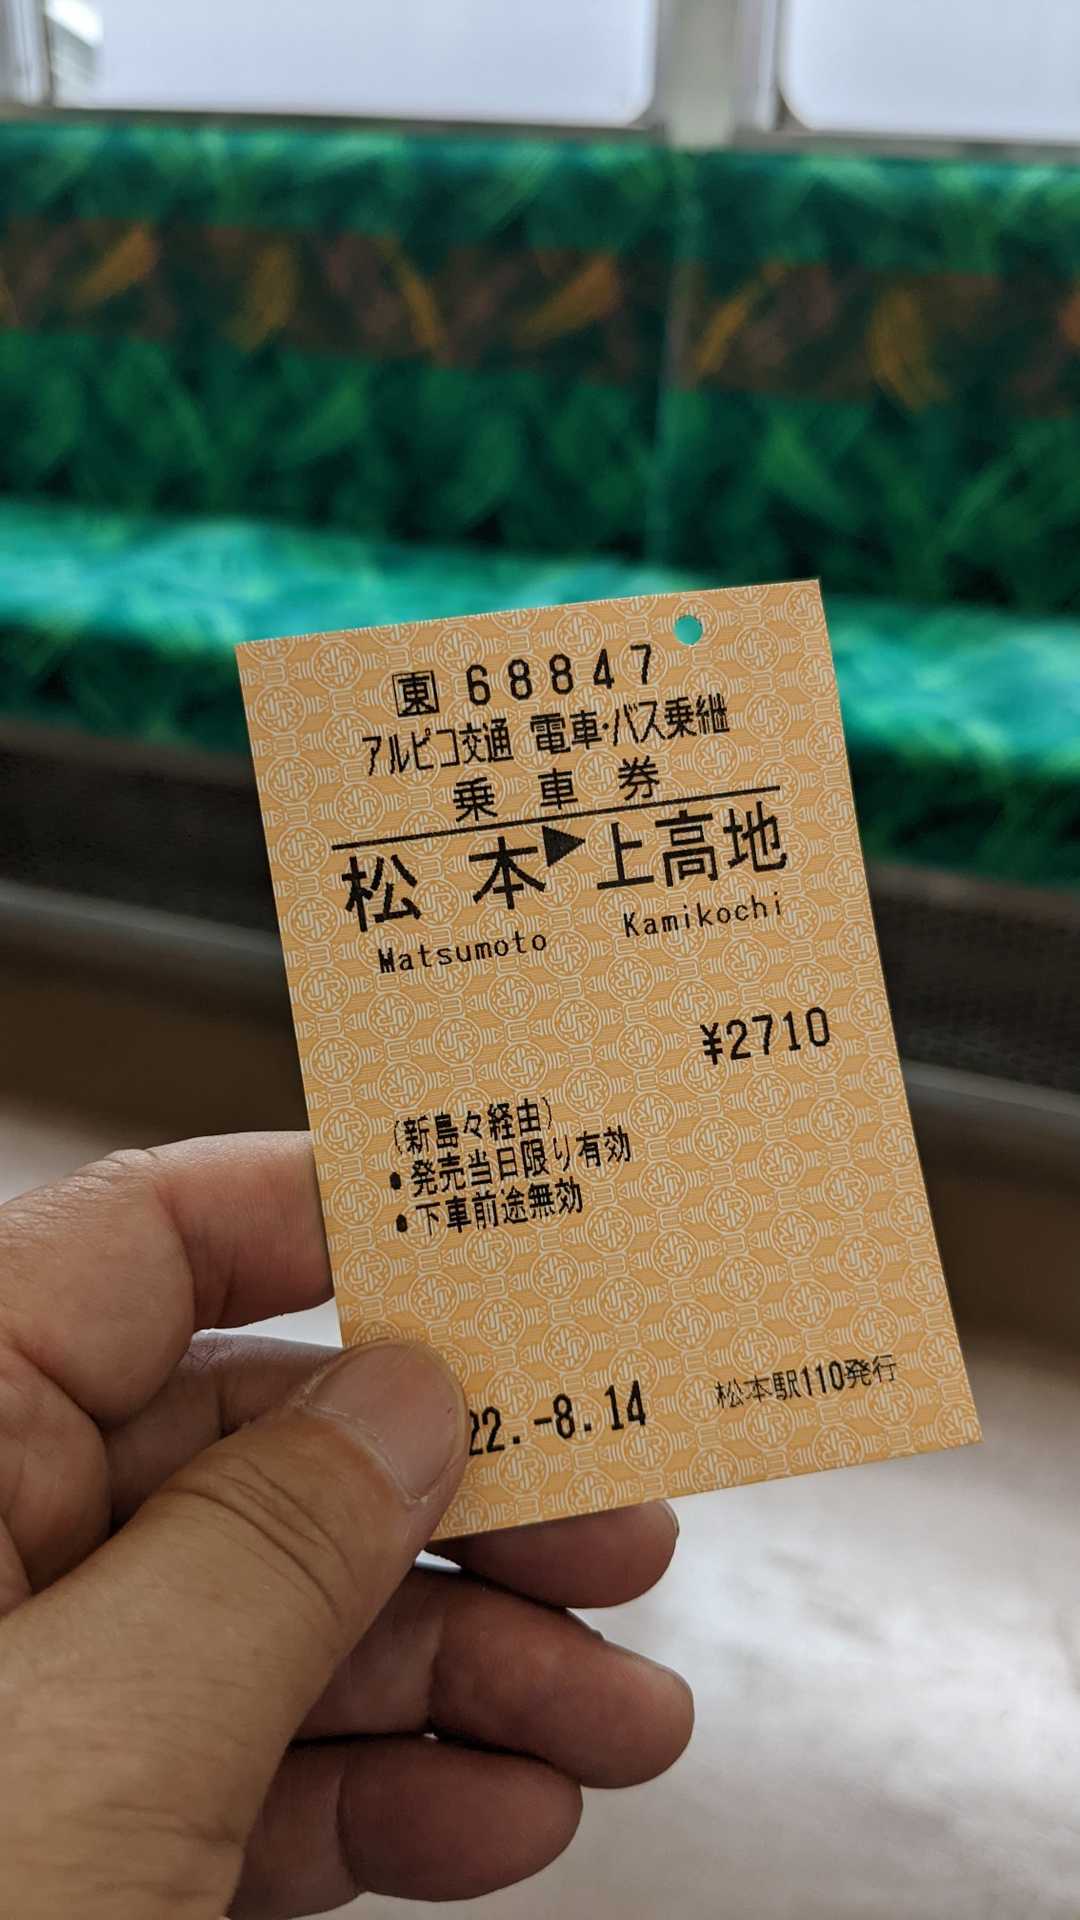 東 68847
アルピコ交通 電車・バス乗継
乗車券
松本▶上高地
Matsumoto Kamikochi
¥2710
(新島々経由)
●発売当日限り有効
●下車前途無効
22.-8.14 松本駅110発行